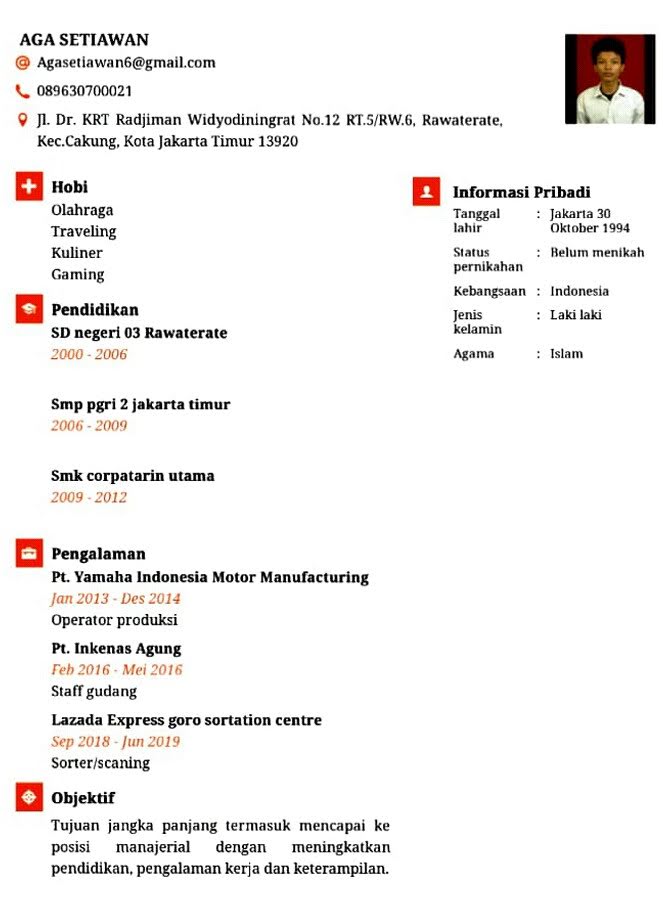 AGA SETIAWAN
Agasetiawan6@gmail.com
089630700021
Jl. Dr. KRT Radjiman Widyodiningrat No.12 RT.5/RW.6, Rawaterate,
Kec.Cakung, Kota Jakarta Timur 13920
Hobi
Olahraga
Traveling
Kuliner
Gaming
Pendidikan
SD negeri 03 Rawaterate
2000 - 2006
Smp pgri 2 jakarta timur
2006 - 2009
Smk corpatarin utama
2009 - 2012
Pengalaman
Pt. Yamaha Indonesia Motor Manufacturing
Jan 2013 - Des 2014
Operator produksi
Pt. Inkenas Agung
Feb 2016 - Mei 2016
Staff gudang
Lazada Express goro sortation centre
Sep 2018 - Jun 2019
Sorter/scaning
Objektif
Tujuan jangka panjang termasuk mencapai ke
posisi manajerial dengan meningkatkan
pendidikan, pengalaman kerja dan keterampilan.
Informasi Pribadi
Tanggal : Jakarta 30
lahir Oktober 1994
Status : Belum menikah
pernikahan
Kebangsaan : Indonesia
Jenis : Laki laki
kelamin
Agama : Islam